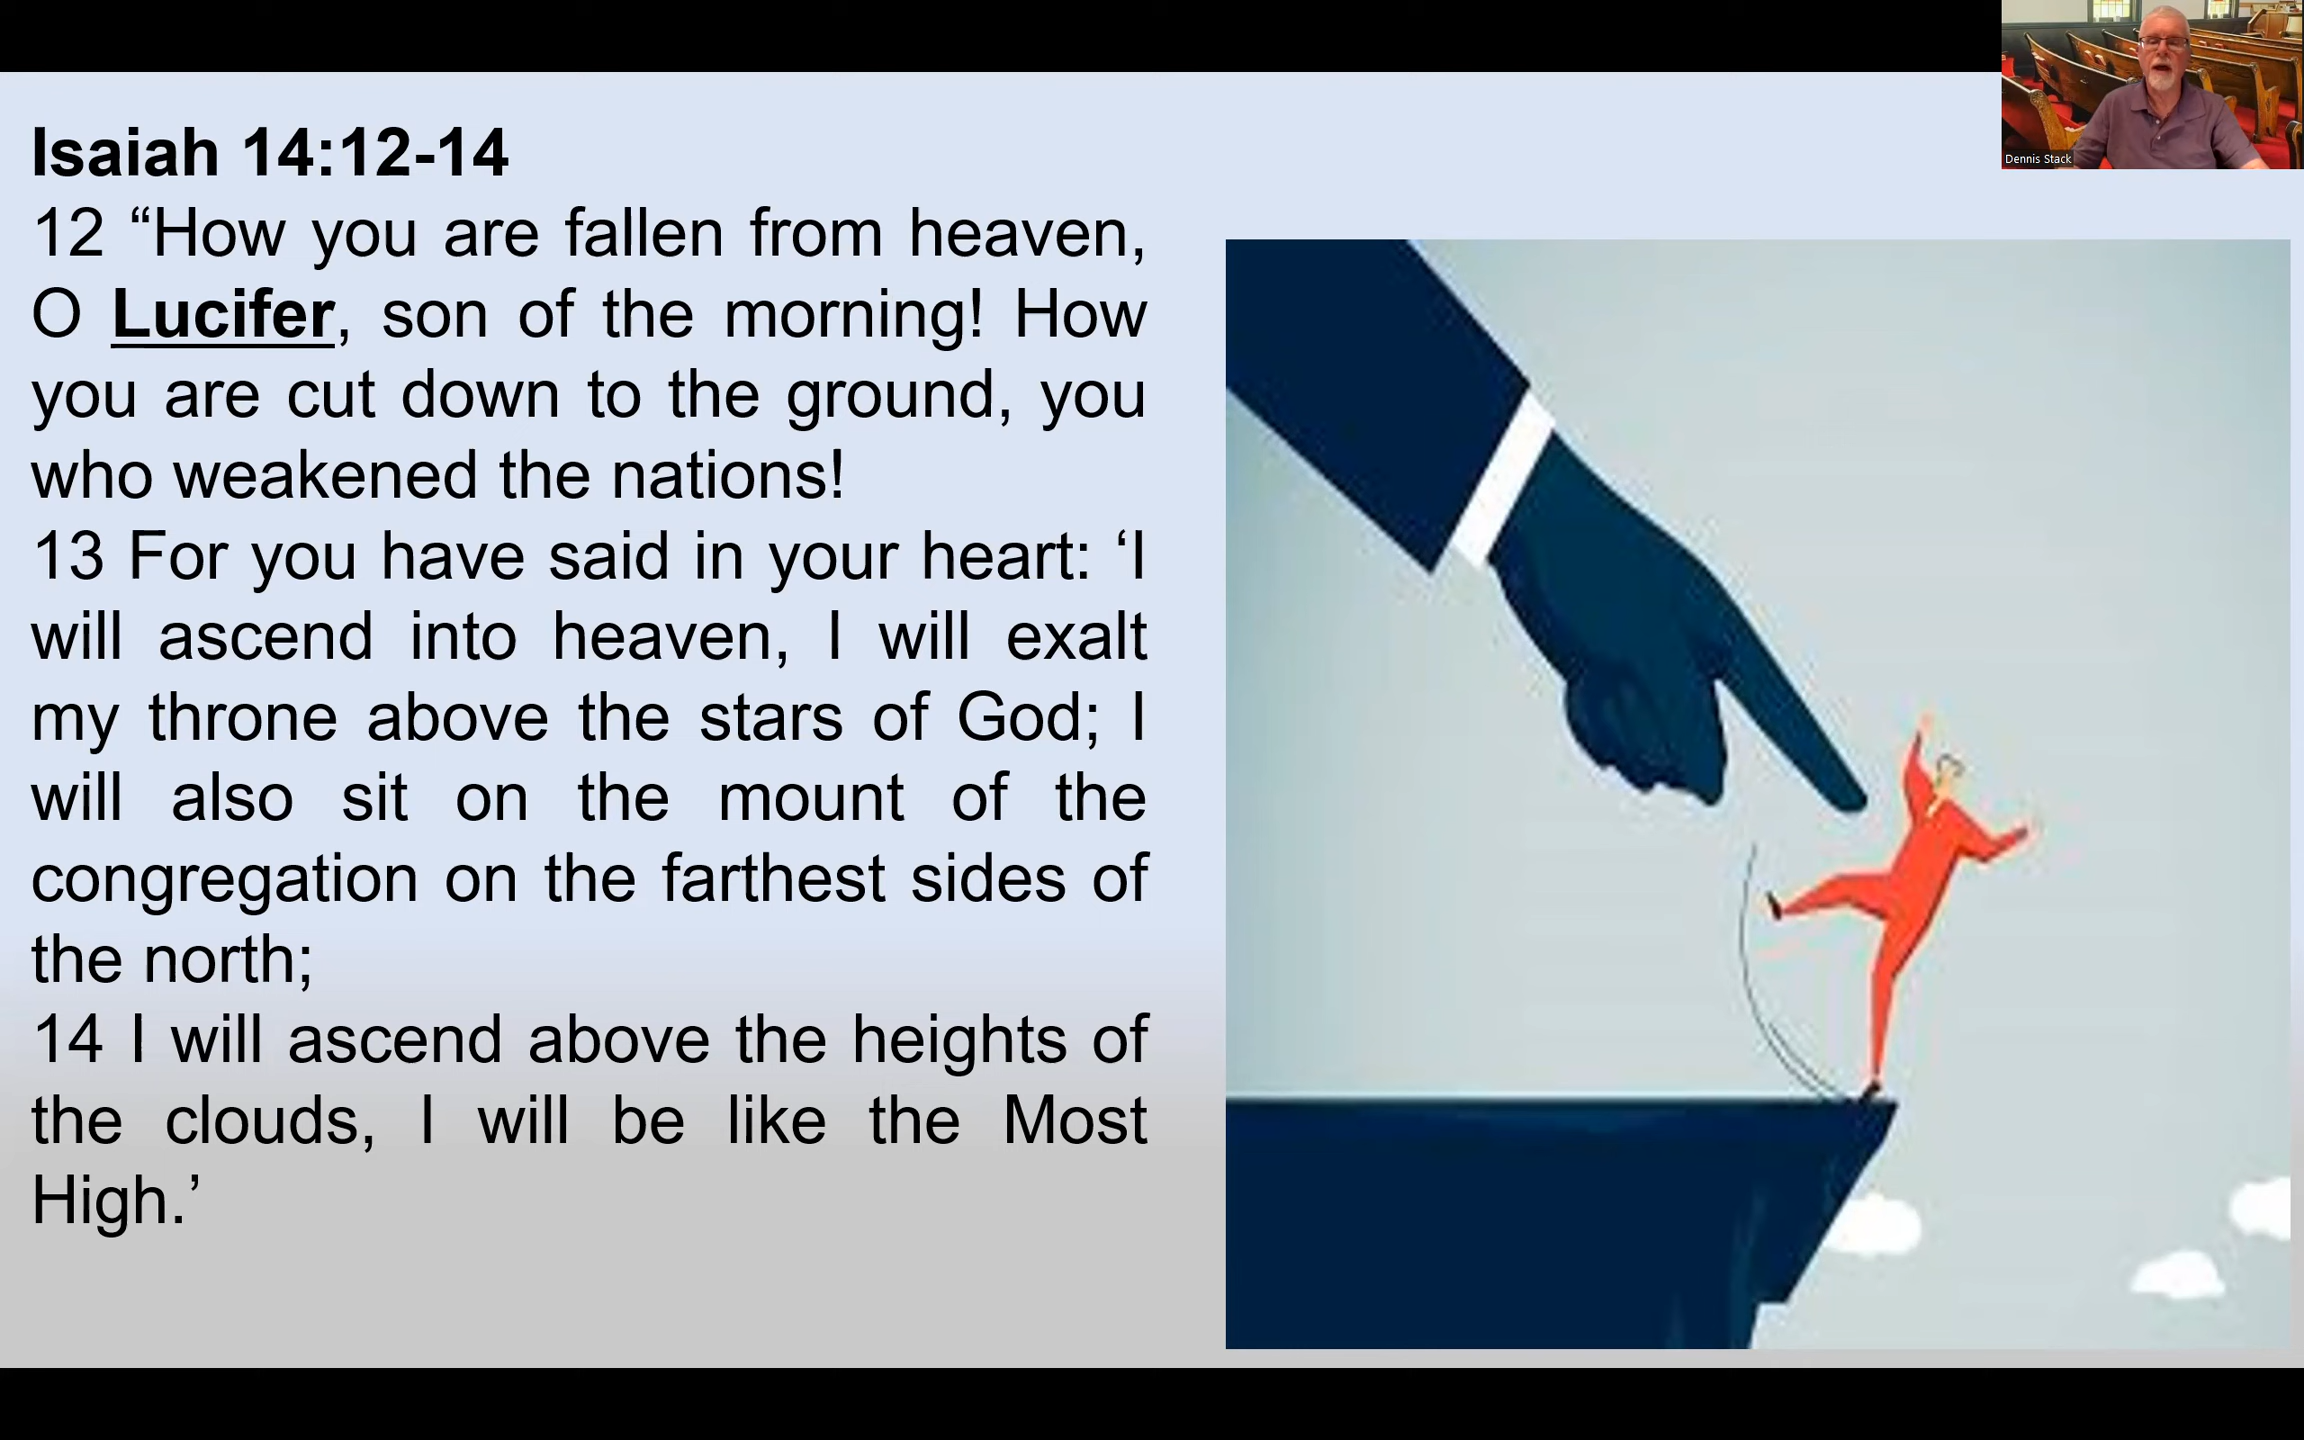 Isaiah 14:12-14
12 “How you are fallen from heaven,
O Lucifer, son of the morning! How
you are cut down to the ground, you
who weakened the nations!
13 For you have said in your heart: ‘I
will ascend into heaven, I will exalt
my throne above the stars of God; I
will also sit on the mount of the
congregation on the farthest sides of
the north;
14 I will ascend above the heights of
the clouds, I will be like the Most
High.’
Dennis Stack